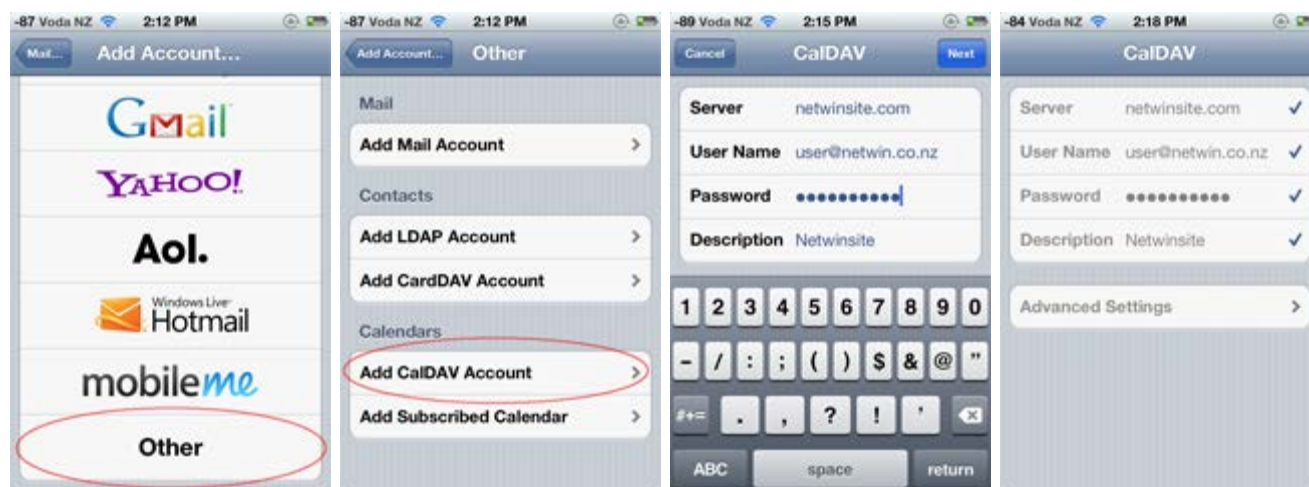 -87 Voda NZ 2:12 PM
Mail... Add Account...
Gmail
YAHOO!
Aol.
Windows Live
Hotmail
mobileme
Other
-87 Voda NZ 2:12 PM
Add Account... Other
Mail
Add Mail Account
Contacts
Add LDAP Account
Add CardDAV Account
Calendars
Add CalDAV Account
Add Subscribed Calendar
-89 Voda NZ 2:15 PM
Cancel CalDAV Next
Server netwinsite.com
User Name user@netwin.co.nz
Password ●●●●●●●●●●
Description Netwinsite
1 2 3 4 5 6 7 8 9 0
- / : ; ( ) $ & @ "
#+= . , ? ! '
ABC space return
-84 Voda NZ 2:18 PM
CalDAV
Server netwinsite.com
User Name user@netwin.co.nz
Password ●●●●●●●●●●
Description Netwinsite
Advanced Settings